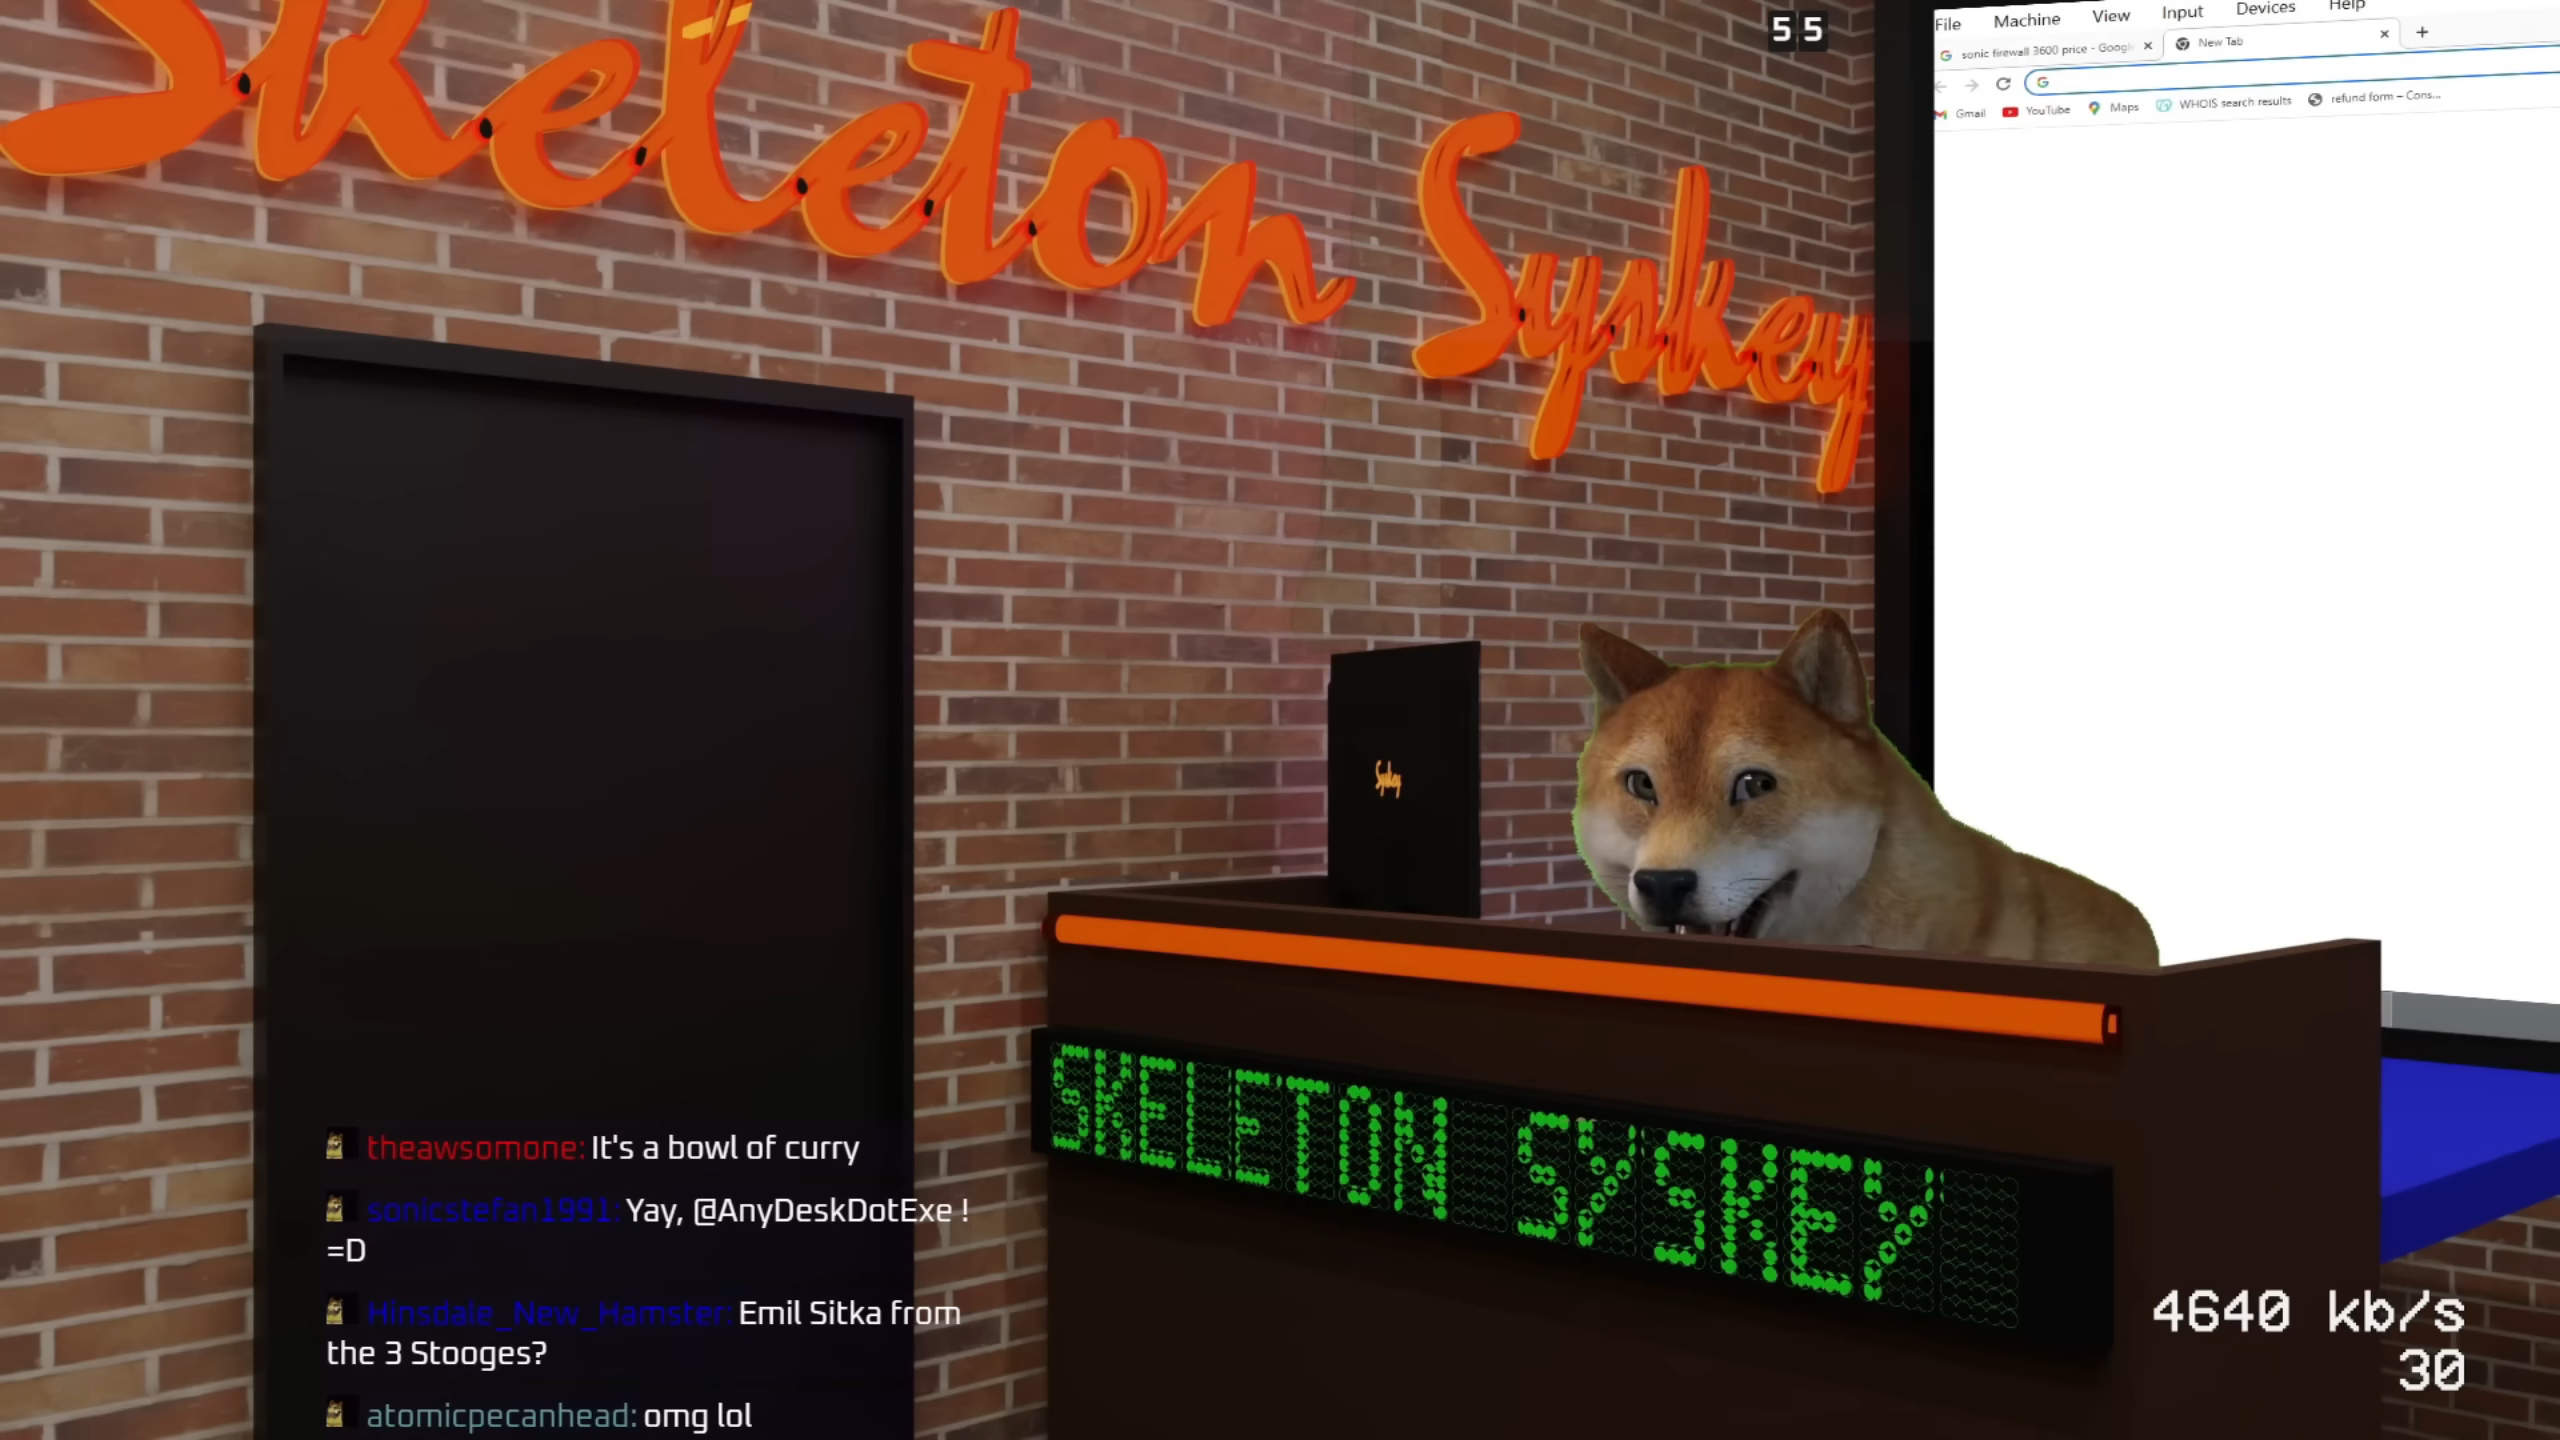 Skeleton Syskey
55
File Machine View Input Devices Help
sonic firewall 3600 price - Googl
New Tab
Gmail YouTube Maps WHOIS search results refund form – Cons...
Syskey
SKELETON SYSKEY
theawsomone: It's a bowl of curry
sonicstefan1991: Yay, @AnyDeskDotExe !
=D
Hinsdale_New_Hamster: Emil Sitka from
the 3 Stooges?
atomicpecanhead: omg lol
4640 kb/s
30